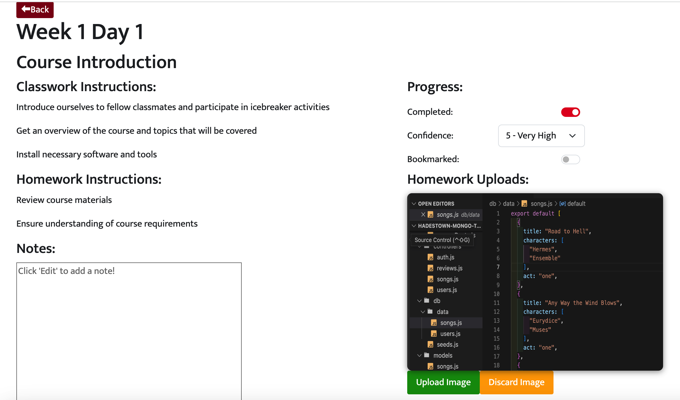 Back
Week 1 Day 1
Course Introduction
Classwork Instructions:
Introduce ourselves to fellow classmates and participate in icebreaker activities
Get an overview of the course and topics that will be covered
Install necessary software and tools
Homework Instructions:
Review course materials
Ensure understanding of course requirements
Notes:
Click 'Edit' to add a note!
Progress:
Completed:
Confidence:
5 - Very High
Bookmarked:
Homework Uploads:
OPEN EDITORS
songs.js db/data
HADESTOWN-MONGO-T...
Source Control (^⇧G)
auth.js
reviews.js
songs.js
users.js
db
data
songs.js
users.js
seeds.js
models
songs.js
db > data > songs.js > default
1 export default [
2 {
3 title: "Road to Hell",
4 characters: [
5 "Hermes",
6 "Ensemble"
7 ],
8 act: "one",
9 },
10 {
11 title: "Any Way the Wind Blows",
12 characters: [
13 "Eurydice",
14 "Muses"
15 ],
16 act: "one",
17 },
18 {
Upload Image
Discard Image